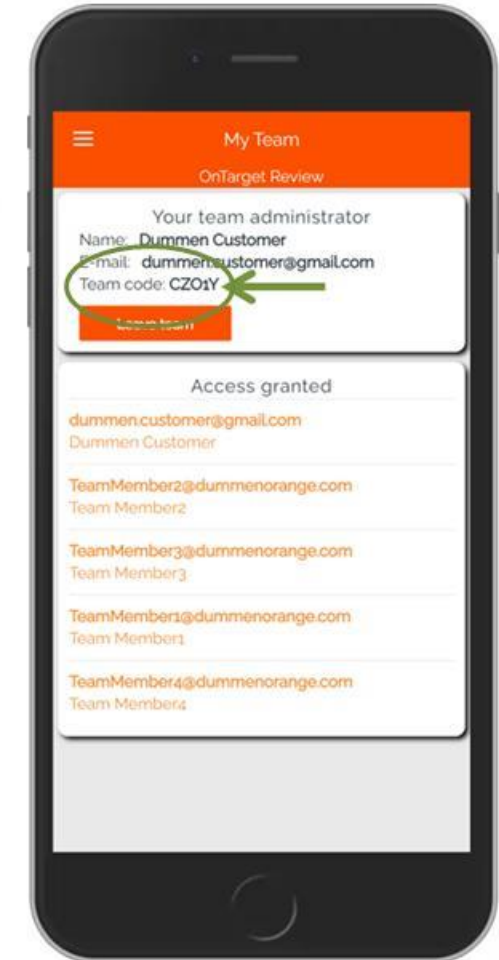 My Team
OnTarget Review
Your team administrator
Name: Dummen Customer
E-mail: dummen.customer@gmail.com
Team code: CZO1Y
Leave team
Access granted
dummen.customer@gmail.com
Dummen Customer
TeamMember2@dummenorange.com
Team Member2
TeamMember3@dummenorange.com
Team Member3
TeamMember1@dummenorange.com
Team Member1
TeamMember4@dummenorange.com
Team Member4